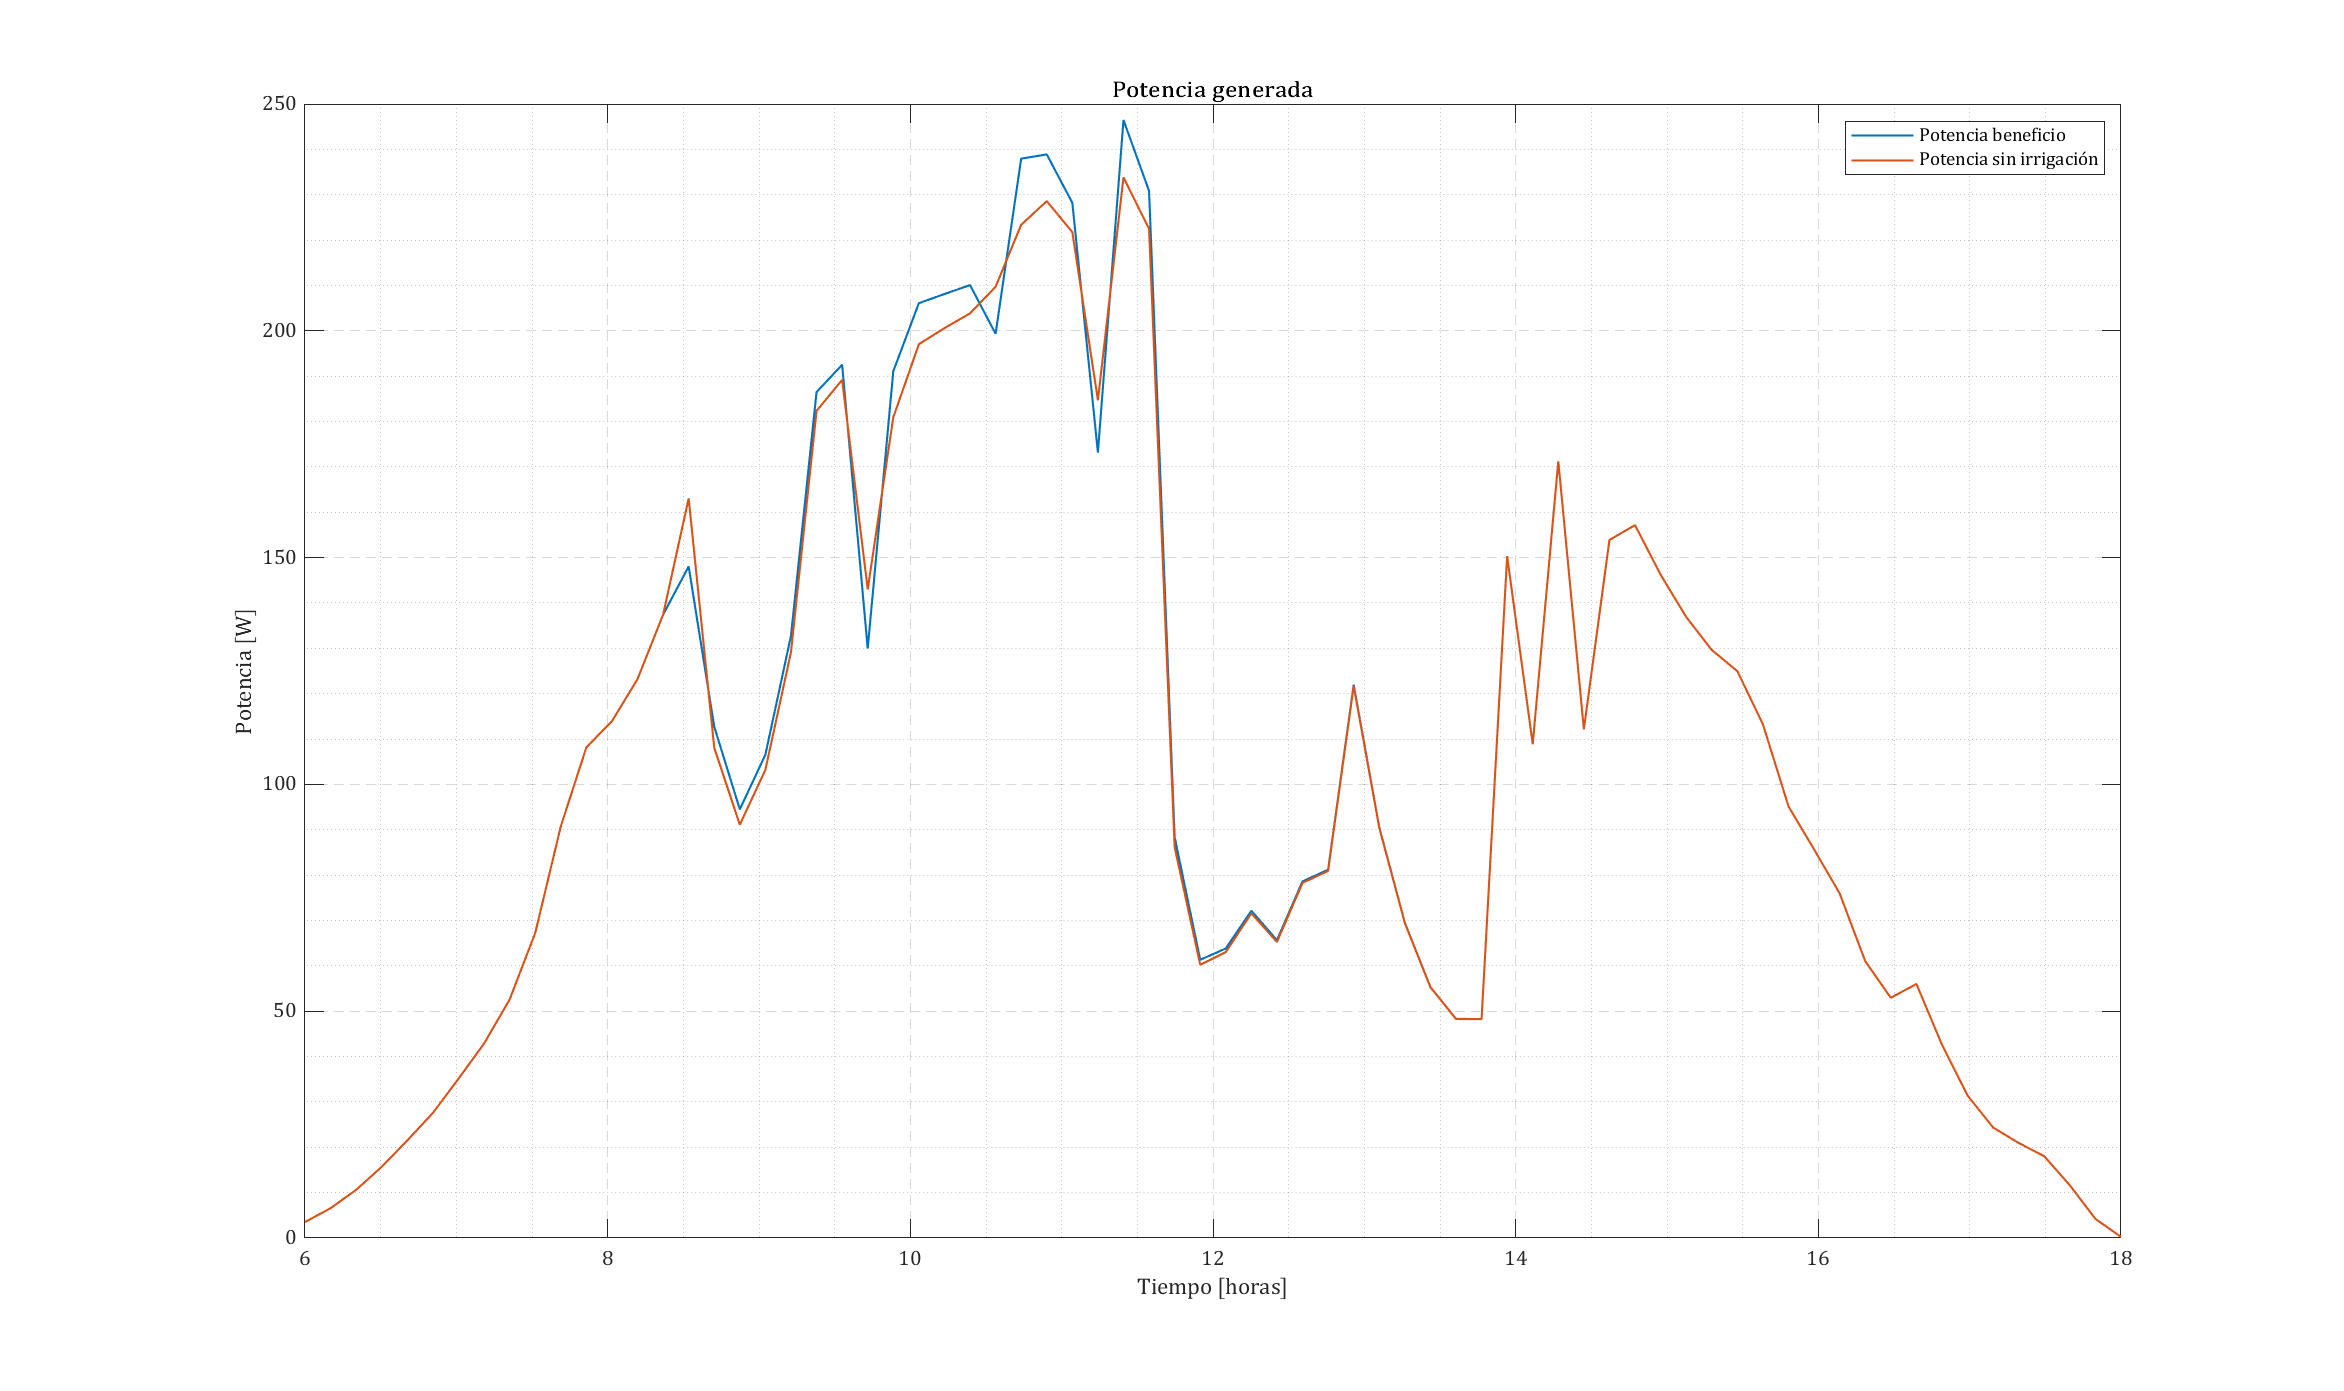 Potencia generada
250
200
150
100
50
0
Potencia [W]
Potencia beneficio
Potencia sin irrigación
6 8 10 12 14 16 18
Tiempo [horas]